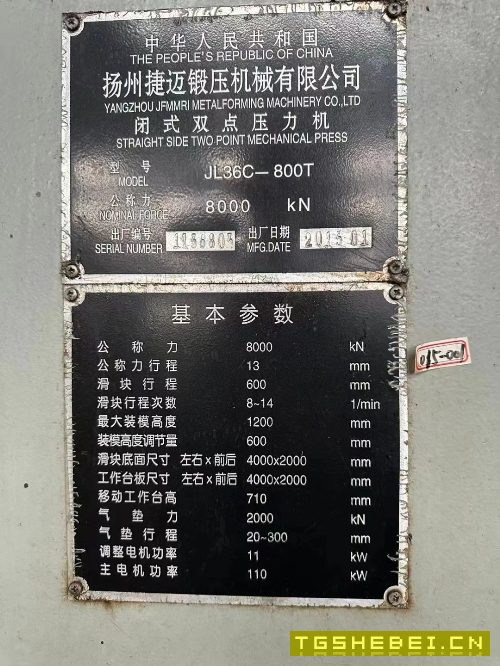 中华人民共和国
THE PEOPLE'S REPUBLIC OF CHINA
扬州捷迈锻压机械有限公司
YANGZHOU JFMMRI METALFORMING MACHINERY CO.,LTD
闭式双点压力机
STRAIGHT SIDE TWO POINT MECHANICAL PRESS
型号 JL36C-800T
MODEL
公称力 8000 kN
NOMINAL FORCE
出厂编号 出厂日期 2015 01
SERIAL NUMBER MFG.DATE
基本参数
公称力 8000 kN
公称力行程 13 mm
滑块行程 600 mm
滑块行程次数 8~14 1/min
最大装模高度 1200 mm
装模高度调节量 600 mm
滑块底面尺寸 左右x前后 4000x2000 mm
工作台板尺寸 左右x前后 4000x2000 mm
移动工作台高 710 mm
气垫力 2000 kN
气垫行程 20~300 mm
调整电机功率 11 kW
主电机功率 110 kW
015-001
TGSHEBEI.CN